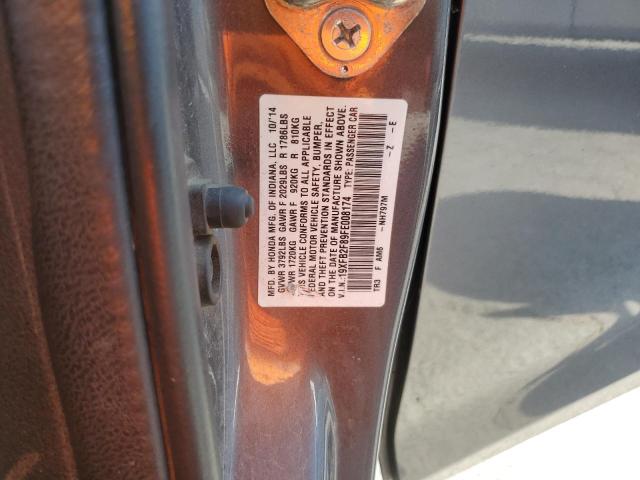 MFD. BY HONDA MFG. OF INDIANA, LLC 10/'14
GVWR 3792LBS GAWR F 2029LBS R 1786LBS
GVWR 1720KG GAWR F 920KG R 810KG
THIS VEHICLE CONFORMS TO ALL APPLICABLE
FEDERAL MOTOR VEHICLE SAFETY, BUMPER,
AND THEFT PREVENTION STANDARDS IN EFFECT
ON THE DATE OF MANUFACTURE SHOWN ABOVE.
V.I.N.:19XFB2F89FE008174 TYPE: PASSENGER CAR
TR3 F AM6 -NH797M -Z -E